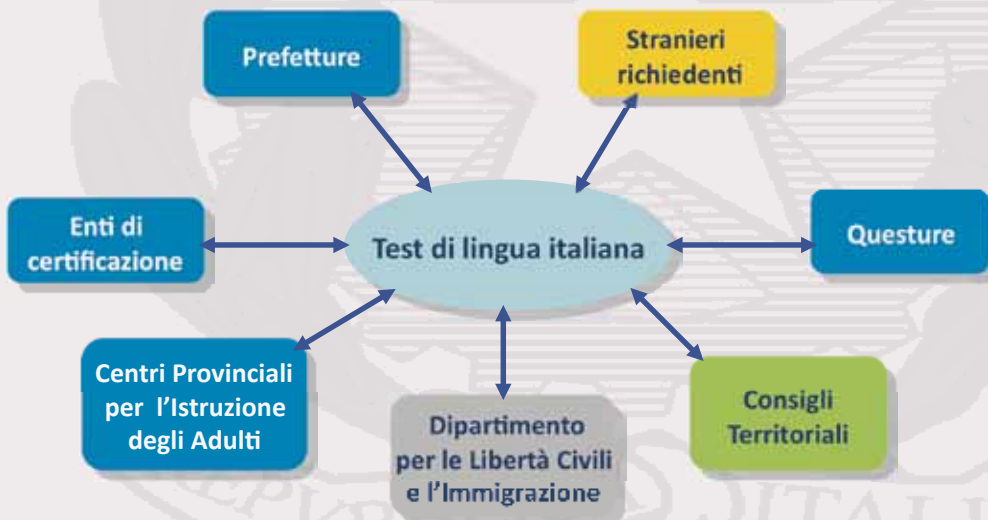 Prefetture
Stranieri
richiedenti
Enti di
certificazione
Test di lingua italiana
Questure
Centri Provinciali
per l'Istruzione
degli Adulti
Dipartimento
per le Libertà Civili
e l'Immigrazione
Consigli
Territoriali